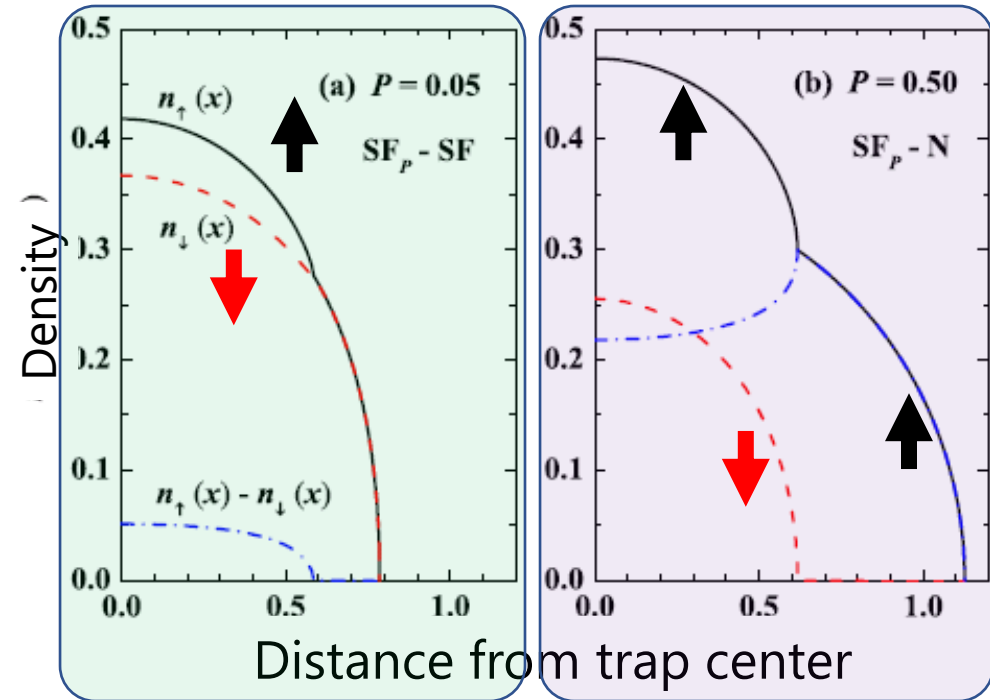 0.5
0.4
0.3
0.2
0.1
0.0
0.0 0.5 1.0
n↑ (x)
(a) P = 0.05
SF_P - SF
n↓ (x)
n↑ (x) - n↓ (x)
0.5
0.4
0.3
0.2
0.1
0.0
0.0 0.5 1.0
(b) P = 0.50
SF_P - N
Density )
Distance from trap center